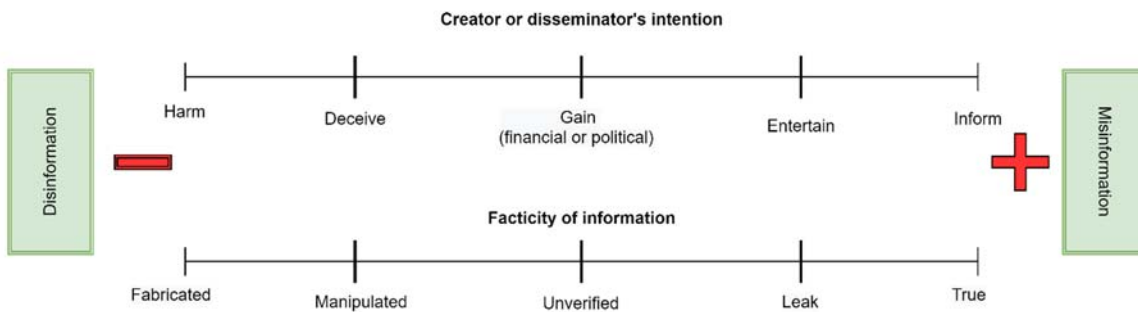 Creator or disseminator's intention
Disinformation
Harm
Deceive
Gain
(financial or political)
Entertain
Inform
Misinformation
Facticity of information
Fabricated
Manipulated
Unverified
Leak
True